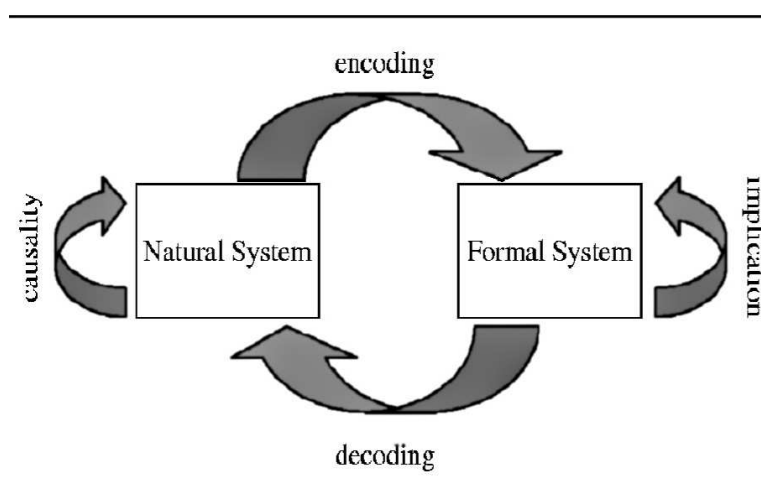 encoding
causality
Natural System
Formal System
Implication
decoding